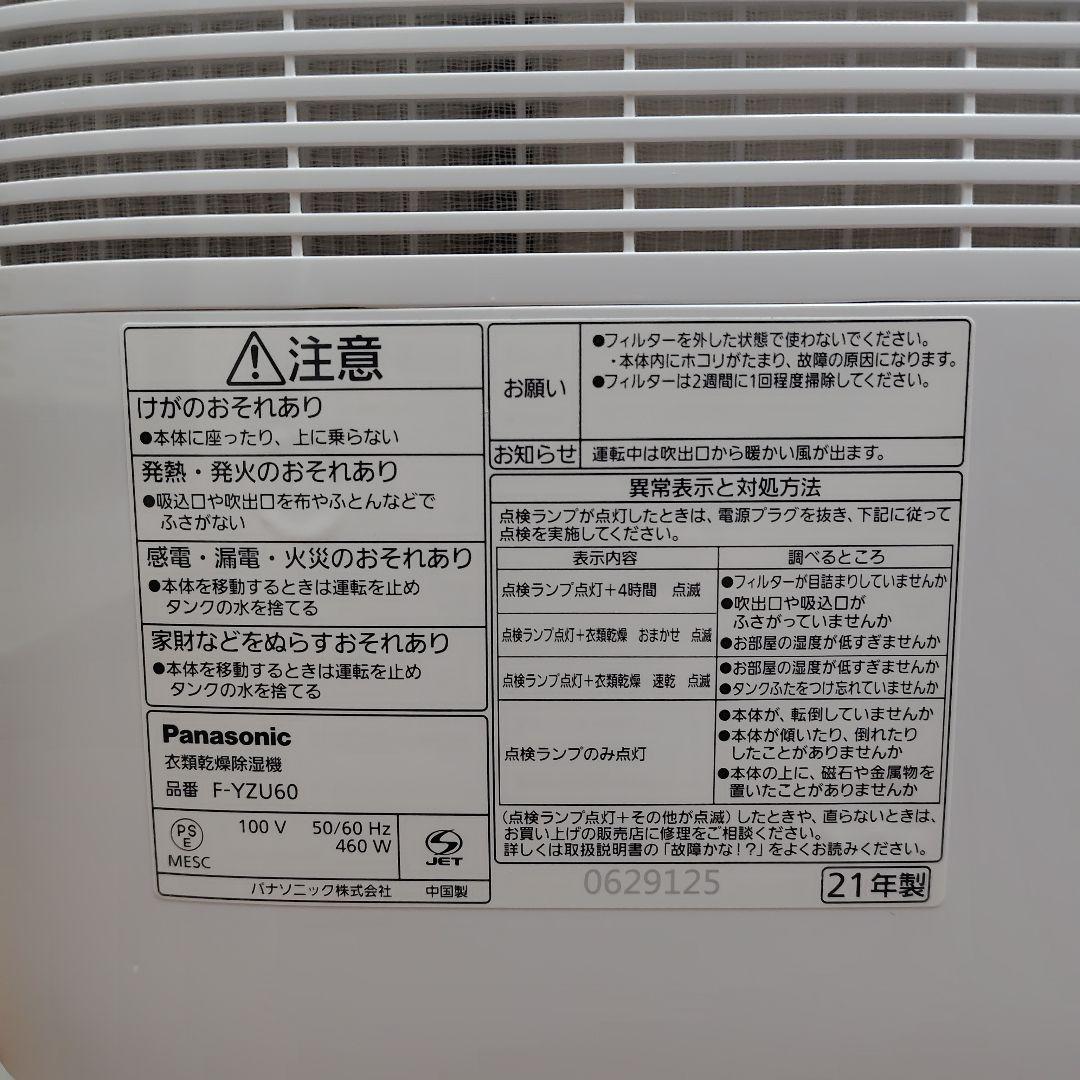 ⚠注意
けがのおそれあり
●本体に座ったり、上に乗らない
発熱・発火のおそれあり
●吸込口や吹出口を布やふとんなどで
ふさがない
感電・漏電・火災のおそれあり
●本体を移動するときは運転を止め
タンクの水を捨てる
家財などをぬらすおそれあり
●本体を移動するときは運転を止め
タンクの水を捨てる
Panasonic
衣類乾燥除湿機
品番 F-YZU60
PS
E
MESC
100 V 50/60 Hz
460 W
JET
パナソニック株式会社 中国製
お願い
●フィルターを外した状態で使わないでください。
・本体内にホコリがたまり、故障の原因になります。
●フィルターは2週間に1回程度掃除してください。
お知らせ 運転中は吹出口から暖かい風が出ます。
異常表示と対処方法
点検ランプが点灯したときは、電源プラグを抜き、下記に従って
点検を実施してください。
表示内容 調べるところ
点検ランプ点灯+4時間 点滅
点検ランプ点灯+衣類乾燥 おまかせ 点滅
●フィルターが目詰まりしていませんか
●吹出口や吸込口が
ふさがっていませんか
●お部屋の湿度が低すぎませんか
点検ランプ点灯+衣類乾燥 速乾 点滅
●お部屋の湿度が低すぎませんか
●タンクふたをつけ忘れていませんか
点検ランプのみ点灯
●本体が、転倒していませんか
●本体が傾いたり、倒れたり
したことがありませんか
●本体の上に、磁石や金属物を
置いたことがありませんか
(点検ランプ点灯+その他が点滅)したときや、直らないときは、
お買い上げの販売店に修理をご相談ください。
詳しくは取扱説明書の「故障かな!?」をよくお読みください。
0629125
21年製